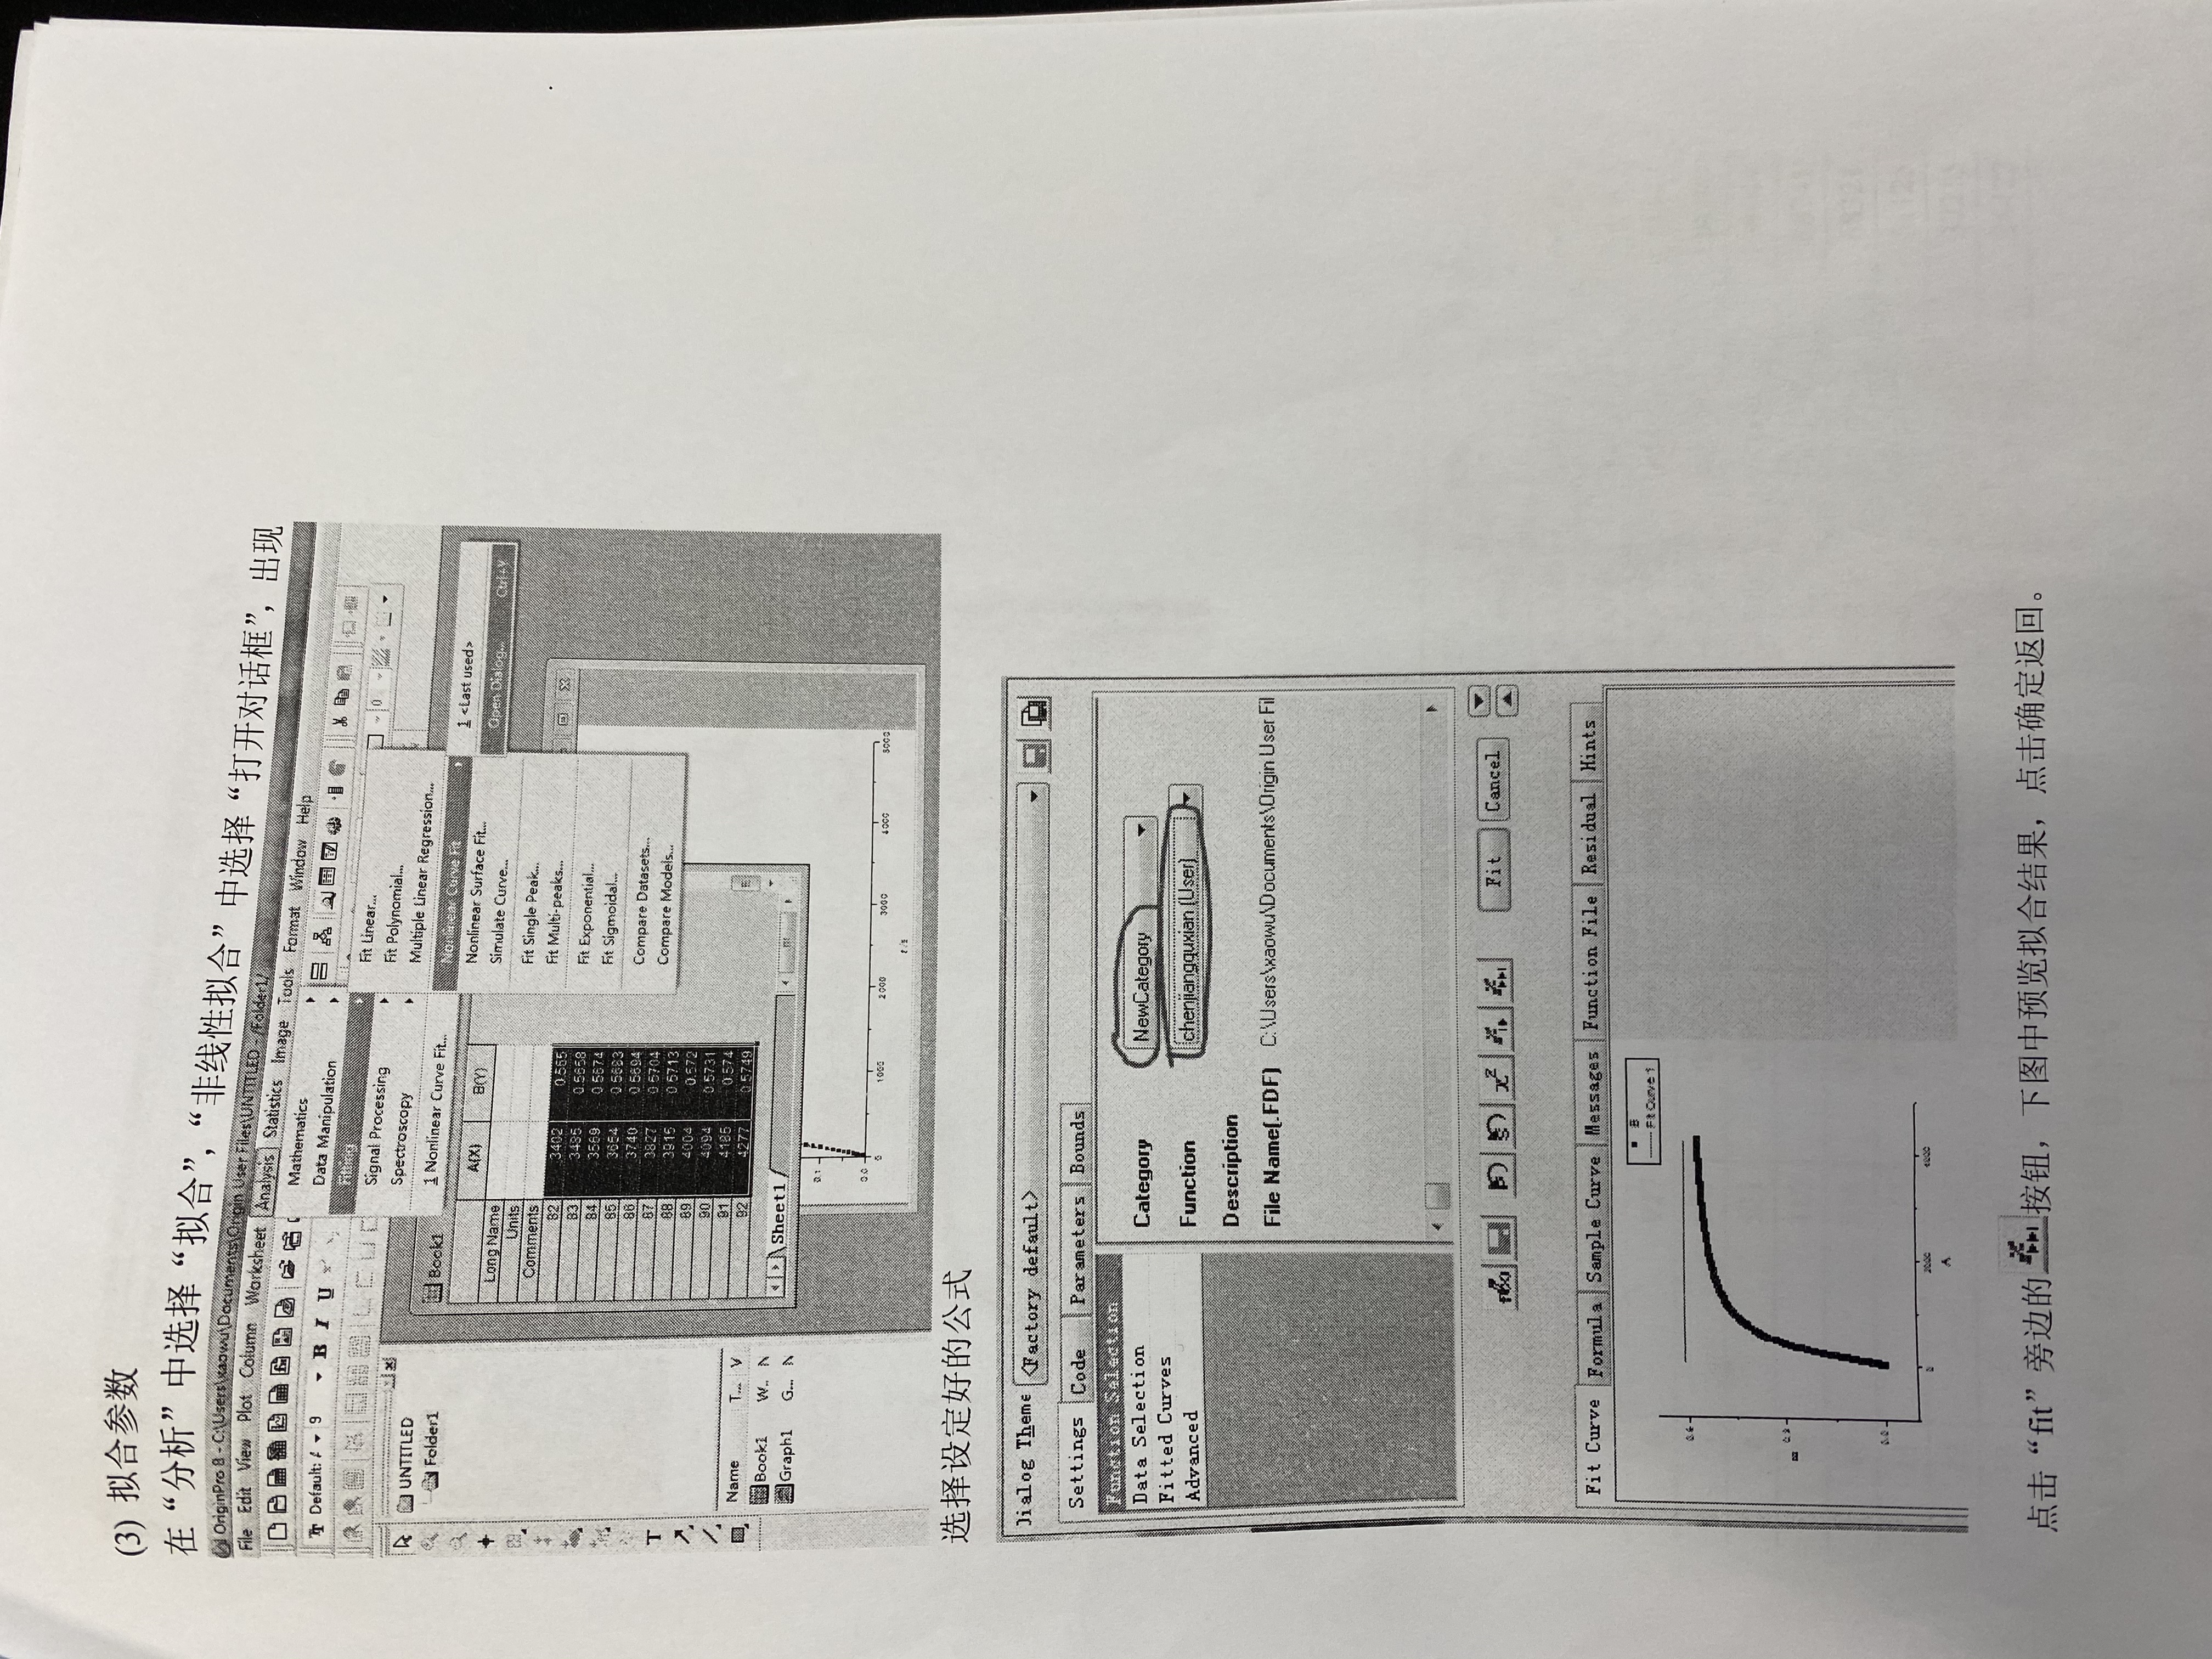 (3) 拟合参数
在“分析”中选择“拟合”，“非线性拟合”中选择“打开对话框”，出现
OriginPro 8 - C:\Users\xaowu\Documents\Origin User Files\UNTITLED - /Folder1/
File Edit View Plot Column Worksheet Analysis Statistics Image Tools Format Window Help
Default: A 9 B I U
Mathematics
Data Manipulation
Fitting
Signal Processing
Spectroscopy
1 Nonlinear Curve Fit...
Fit Linear...
Fit Polynomial...
Multiple Linear Regression...
Nonlinear Curve Fit
Nonlinear Surface Fit...
Simulate Curve...
Fit Single Peak...
Fit Multi-peaks...
Fit Exponential...
Fit Sigmoidal...
Compare Datasets...
Compare Models...
1 <Last used>
Open Dialog... Ctrl+Y
0
UNTITLED
Folder1
Book1
A(X) B(Y)
Long Name
Units
Comments
82 3402 0.565
83 3485 0.5658
84 3569 0.5674
85 3654 0.5683
86 3740 0.5694
87 3827 0.5704
88 3915 0.5713
89 4004 0.572
90 4094 0.5731
91 4185 0.574
92 4277 0.5749
Sheet1
Name T... V
Book1 W.. N
Graph1 G... N
T
0.1
0.0
0 1000 2000 3000 4000 5000
t /s
选择设定好的公式
Dialog Theme <Factory default>
Settings Code Parameters Bounds
Function Selection
Data Selection
Fitted Curves
Advanced
Category NewCategory
Function chenjiangquxian (User)
Description
File Name(.FDF) C:\Users\xaowu\Documents\Origin User Fil
Fit Cancel
Fit Curve Formula Sample Curve Messages Function File Residual Hints
B
Fit Curve 1
0.6
0.3
0.0
B
0 2000 4000
A
点击“fit”旁边的按钮，下图中预览拟合结果，点击确定返回。